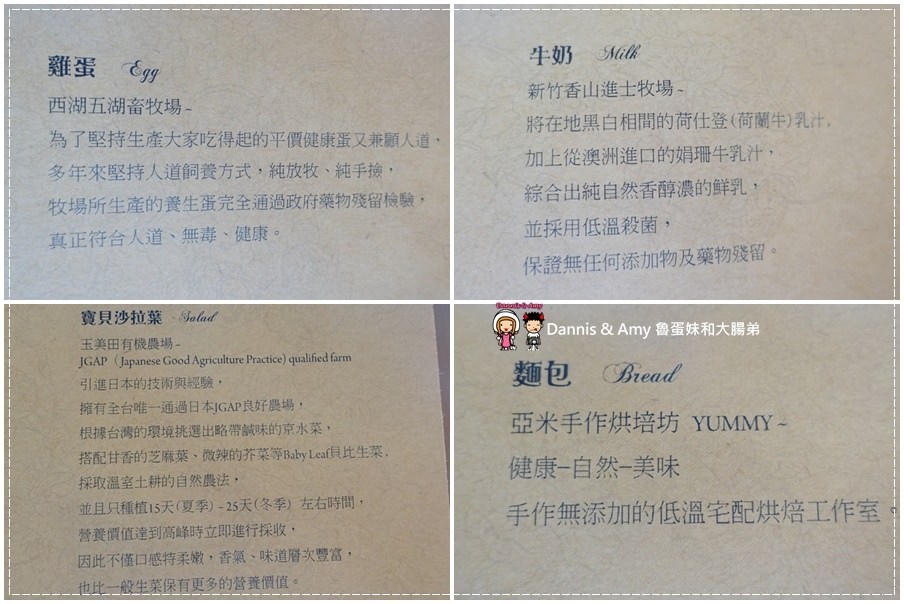 雞蛋 Egg
西湖五湖畜牧場~
為了堅持生產大家吃得起的平價健康蛋又兼顧人道，
多年來堅持人道飼養方式，純放牧、純手撿，
牧場所生產的養生蛋完全通過政府藥物殘留檢驗，
真正符合人道、無毒、健康。
牛奶 Milk
新竹香山進士牧場~
將在地黑白相間的荷仕登(荷蘭牛)乳汁，
加上從澳洲進口的娟珊牛乳汁，
綜合出純自然香醇濃的鮮乳，
並採用低溫殺菌，
保證無任何添加物及藥物殘留。
寶貝沙拉葉 Salad
玉美田有機農場~
JGAP（Japanese Good Agriculture Practice) qualified farm
引進日本的技術與經驗，
擁有全台唯一通過日本JGAP良好農場，
根據台灣的環境挑選出略帶鹹味的京水菜，
搭配甘香的芝麻葉、微辣的芥菜等Baby Leaf貝比生菜，
採取溫室土耕的自然農法，
並且只種植15天(夏季)~25天(冬季) 左右時間，
營養價值達到高峰時立即進行採收，
因此不僅口感特柔嫩，香氣、味道層次豐富，
也比一般生菜保有更多的營養價值。
Dannis & Amy
Dannis & Amy 魯蛋妹和大腸弟
麵包 Bread
亞米手作烘培坊 YUMMY~
健康–自然–美味
手作無添加的低溫宅配烘焙工作室。